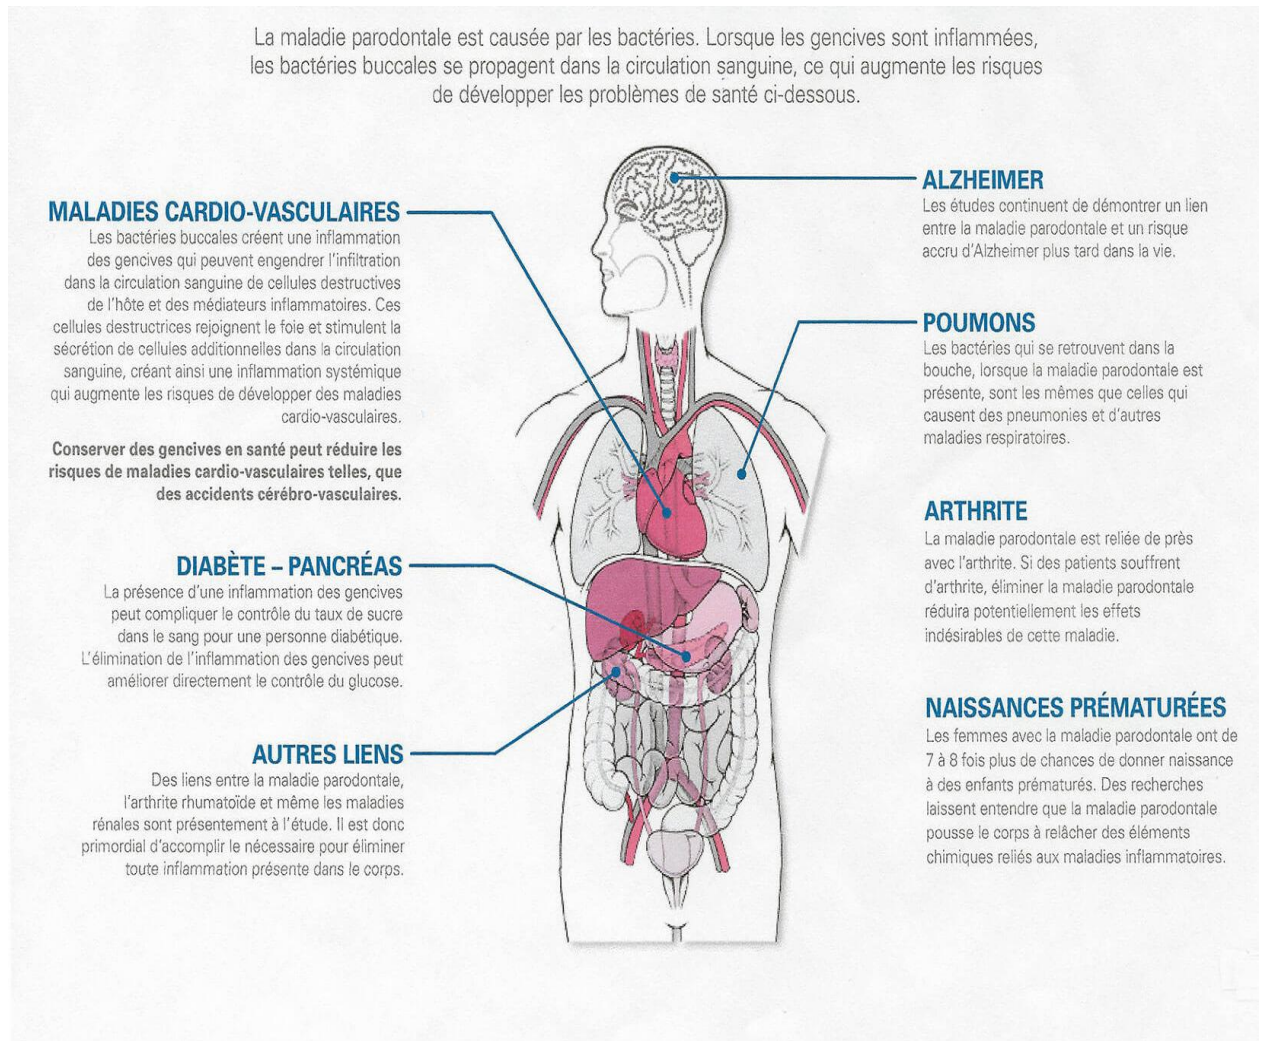 La maladie parodontale est causée par les bactéries. Lorsque les gencives sont inflammées,
les bactéries buccales se propagent dans la circulation sanguine, ce qui augmente les risques
de développer les problèmes de santé ci-dessous.
MALADIES CARDIO-VASCULAIRES
Les bactéries buccales créent une inflammation
des gencives qui peuvent engendrer l'infiltration
dans la circulation sanguine de cellules destructives
de l'hôte et des médiateurs inflammatoires. Ces
cellules destructrices rejoignent le foie et stimulent la
sécrétion de cellules additionnelles dans la circulation
sanguine, créant ainsi une inflammation systémique
qui augmente les risques de développer des maladies
cardio-vasculaires.
Conserver des gencives en santé peut réduire les
risques de maladies cardio-vasculaires telles, que
des accidents cérébro-vasculaires.
DIABÈTE – PANCRÉAS
La présence d'une inflammation des gencives
peut compliquer le contrôle du taux de sucre
dans le sang pour une personne diabétique.
L'élimination de l'inflammation des gencives peut
améliorer directement le contrôle du glucose.
AUTRES LIENS
Des liens entre la maladie parodontale,
l'arthrite rhumatoïde et même les maladies
rénales sont présentement à l'étude. Il est donc
primordial d'accomplir le nécessaire pour éliminer
toute inflammation présente dans le corps.
ALZHEIMER
Les études continuent de démontrer un lien
entre la maladie parodontale et un risque
accru d'Alzheimer plus tard dans la vie.
POUMONS
Les bactéries qui se retrouvent dans la
bouche, lorsque la maladie parodontale est
présente, sont les mêmes que celles qui
causent des pneumonies et d'autres
maladies respiratoires.
ARTHRITE
La maladie parodontale est reliée de près
avec l'arthrite. Si des patients souffrent
d'arthrite, éliminer la maladie parodontale
réduira potentiellement les effets
indésirables de cette maladie.
NAISSANCES PRÉMATURÉES
Les femmes avec la maladie parodontale ont de
7 à 8 fois plus de chances de donner naissance
à des enfants prématurés. Des recherches
laissent entendre que la maladie parodontale
pousse le corps à relâcher des éléments
chimiques reliés aux maladies inflammatoires.